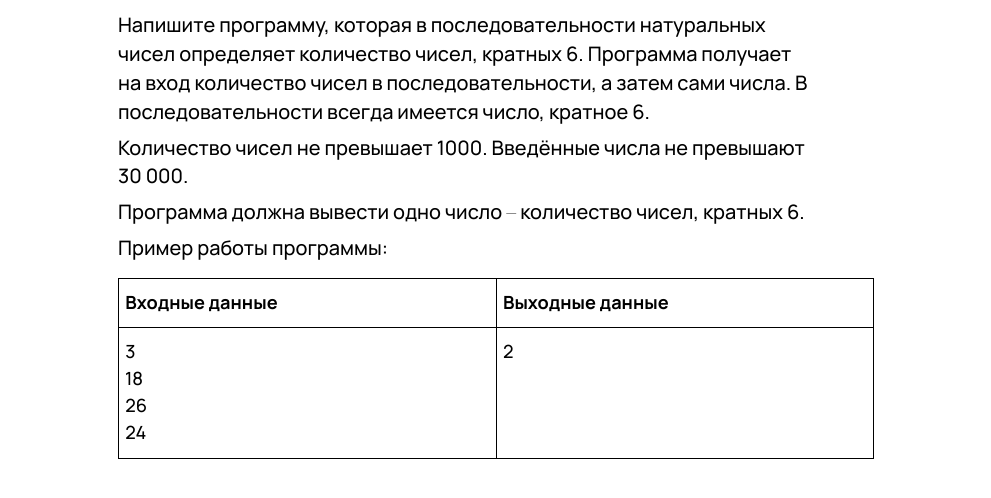 Напишите программу, которая в последовательности натуральных
чисел определяет количество чисел, кратных 6. Программа получает
на вход количество чисел в последовательности, а затем сами числа. В
последовательности всегда имеется число, кратное 6.
Количество чисел не превышает 1000. Введённые числа не превышают
30 000.
Программа должна вывести одно число – количество чисел, кратных 6.
Пример работы программы:
Входные данные
Выходные данные
3
18
26
24
2